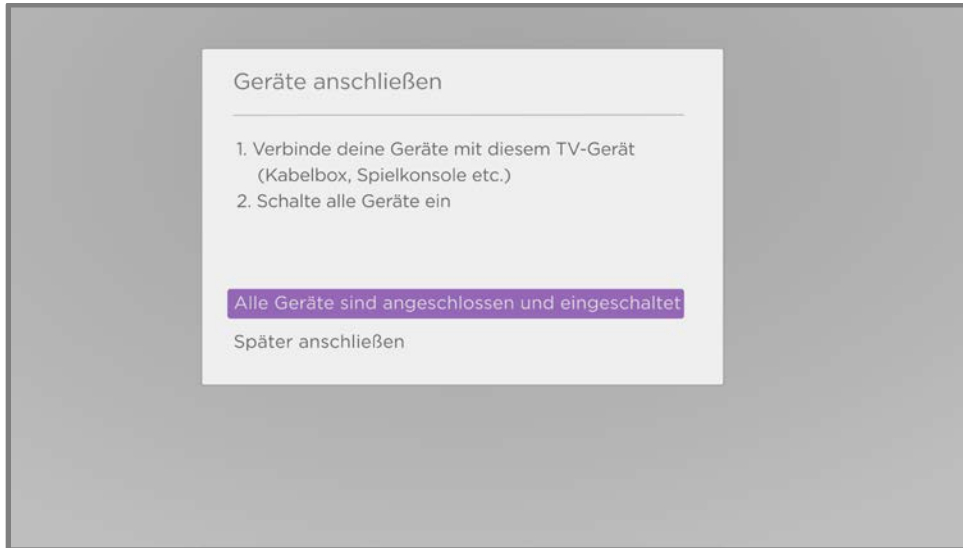 Geräte anschließen
1. Verbinde deine Geräte mit diesem TV-Gerät
(Kabelbox, Spielkonsole etc.)
2. Schalte alle Geräte ein
Alle Geräte sind angeschlossen und eingeschaltet
Später anschließen